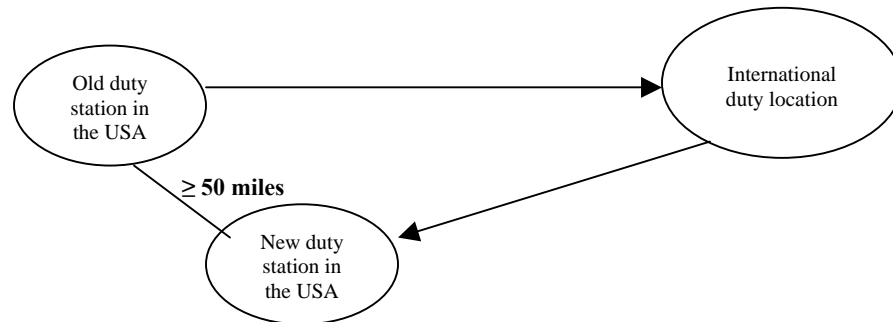 Old duty
station in
the USA
International
duty location
≥ 50 miles
New duty
station in
the USA